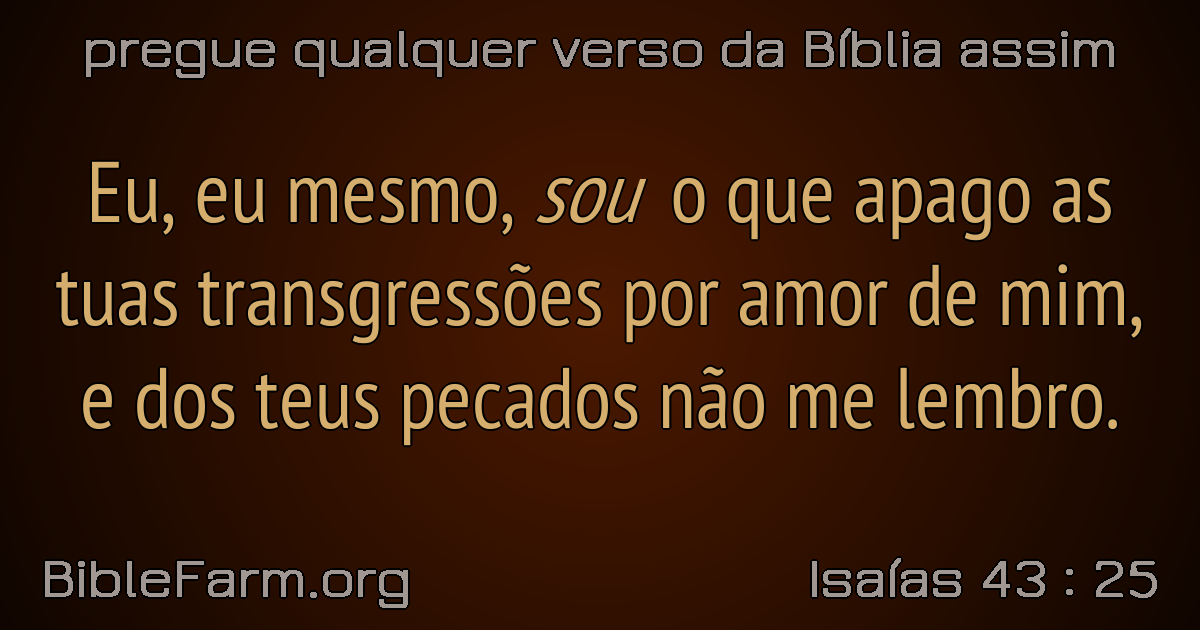 pregue qualquer verso da Bíblia assim
Eu, eu mesmo, sou o que apago as
tuas transgressões por amor de mim,
e dos teus pecados não me lembro.
BibleFarm.org
Isaías 43 : 25